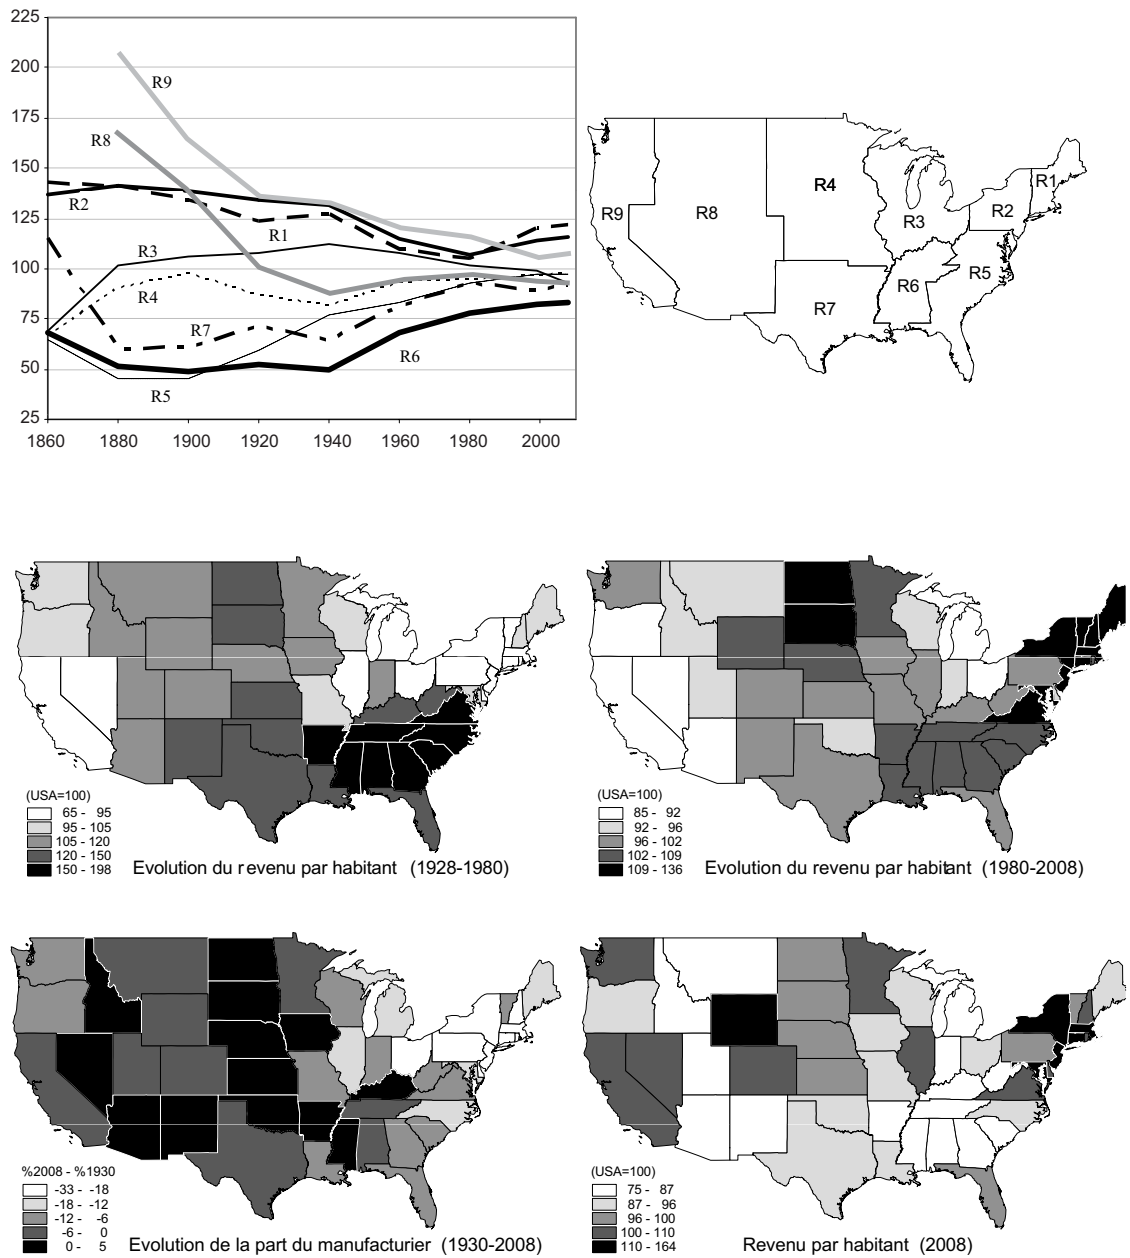 225
200
175
150
125
100
75
50
25
1860 1880 1900 1920 1940 1960 1980 2000
R9
R8
R2
R1
R3
R4
R7
R6
R5
R1
R2
R3
R4
R5
R6
R7
R8
R9
(USA=100)
65 - 95
95 - 105
105 - 120
120 - 150
150 - 198
Evolution du revenu par habitant (1928-1980)
(USA=100)
85 - 92
92 - 96
96 - 102
102 - 109
109 - 136
Evolution du revenu par habitant (1980-2008)
%2008 - %1930
-33 - -18
-18 - -12
-12 - -6
-6 - 0
0 - 5
Evolution de la part du manufacturier (1930-2008)
(USA=100)
75 - 87
87 - 96
96 - 100
100 - 110
110 - 164
Revenu par habitant (2008)